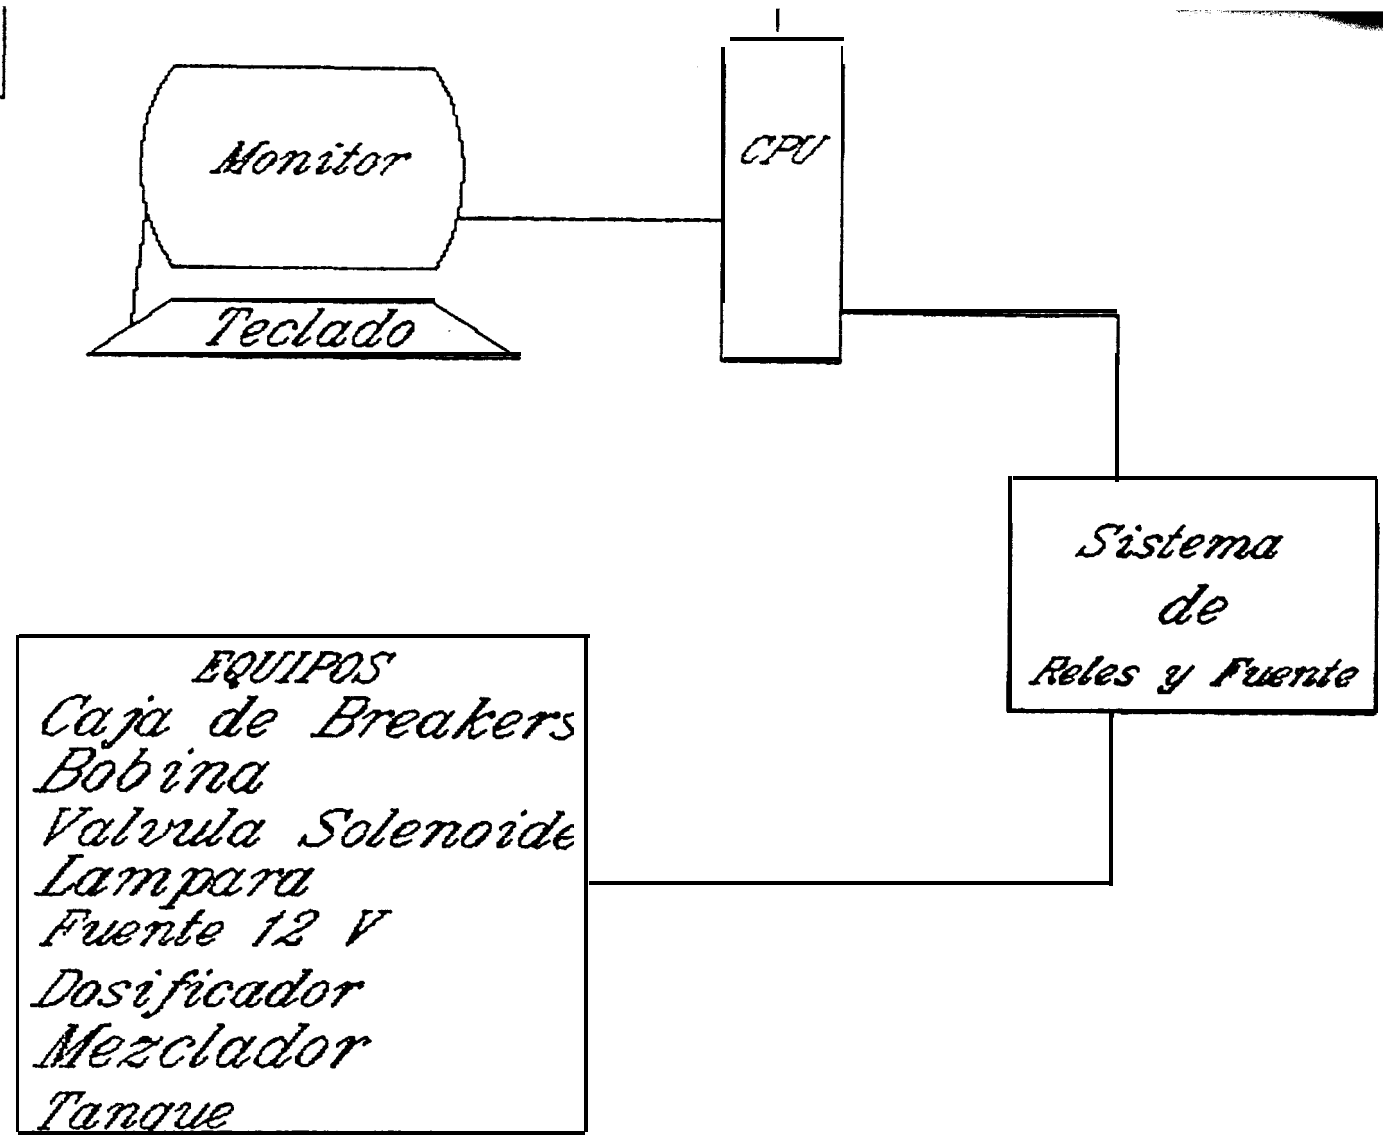 Monitor
CPU
Teclado
Sistema
de
Reles y Fuente
EQUIPOS
Caja de Breakers
Bobina
Valvula Solenoide
Lampara
Fuente 12 V
Dosificador
Mezclador
Tanque